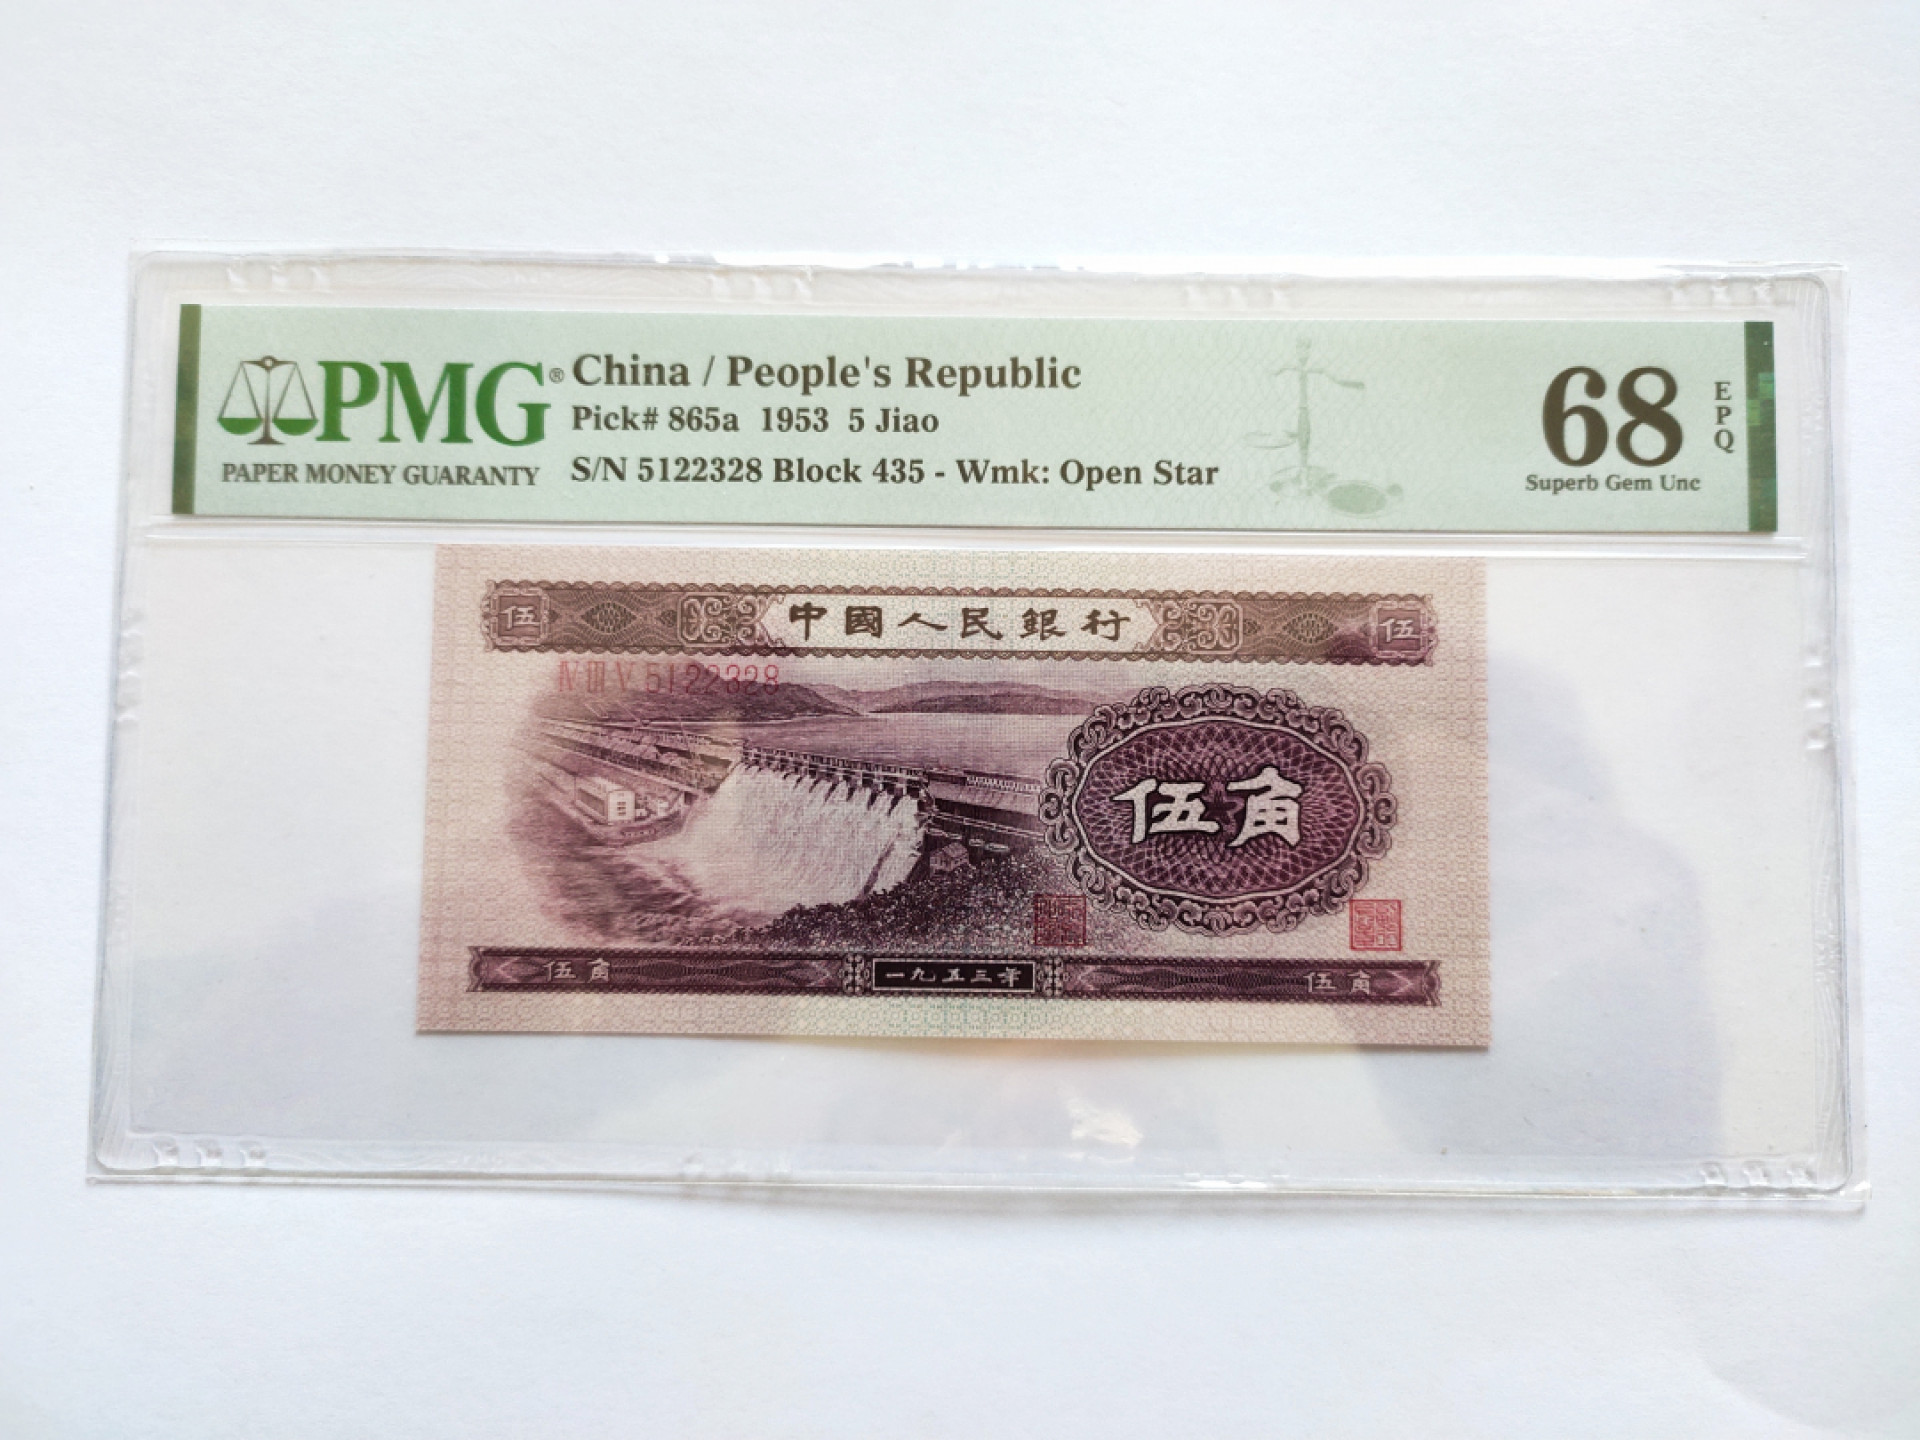 PMG®
PAPER MONEY GUARANTY
China / People's Republic
Pick# 865a 1953 5 Jiao
S/N 5122328 Block 435 - Wmk: Open Star
68
EPQ
Superb Gem Unc
伍 中國人民銀行 伍
IV III V 5122328
伍角
伍角 一九五三年 伍角